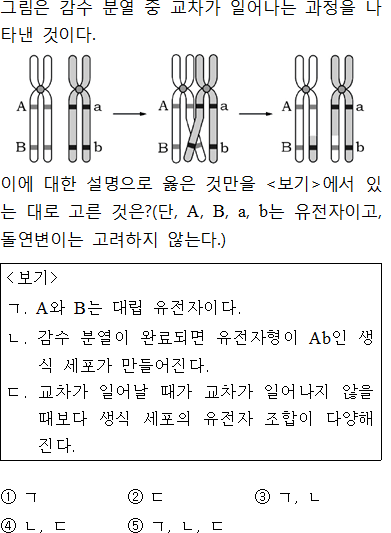 그림은 감수 분열 중 교차가 일어나는 과정을 나
타낸 것이다.
A a A a
B b B b B b
이에 대한 설명으로 옳은 것만을 <보기>에서 있
는 대로 고른 것은?(단, A, B, a, b는 유전자이고,
돌연변이는 고려하지 않는다.)
<보기>
ㄱ. A와 B는 대립 유전자이다.
ㄴ. 감수 분열이 완료되면 유전자형이 Ab인 생
식 세포가 만들어진다.
ㄷ. 교차가 일어날 때가 교차가 일어나지 않을
때보다 생식 세포의 유전자 조합이 다양해
진다.
① ㄱ ② ㄷ ③ ㄱ, ㄴ
④ ㄴ, ㄷ ⑤ ㄱ, ㄴ, ㄷ